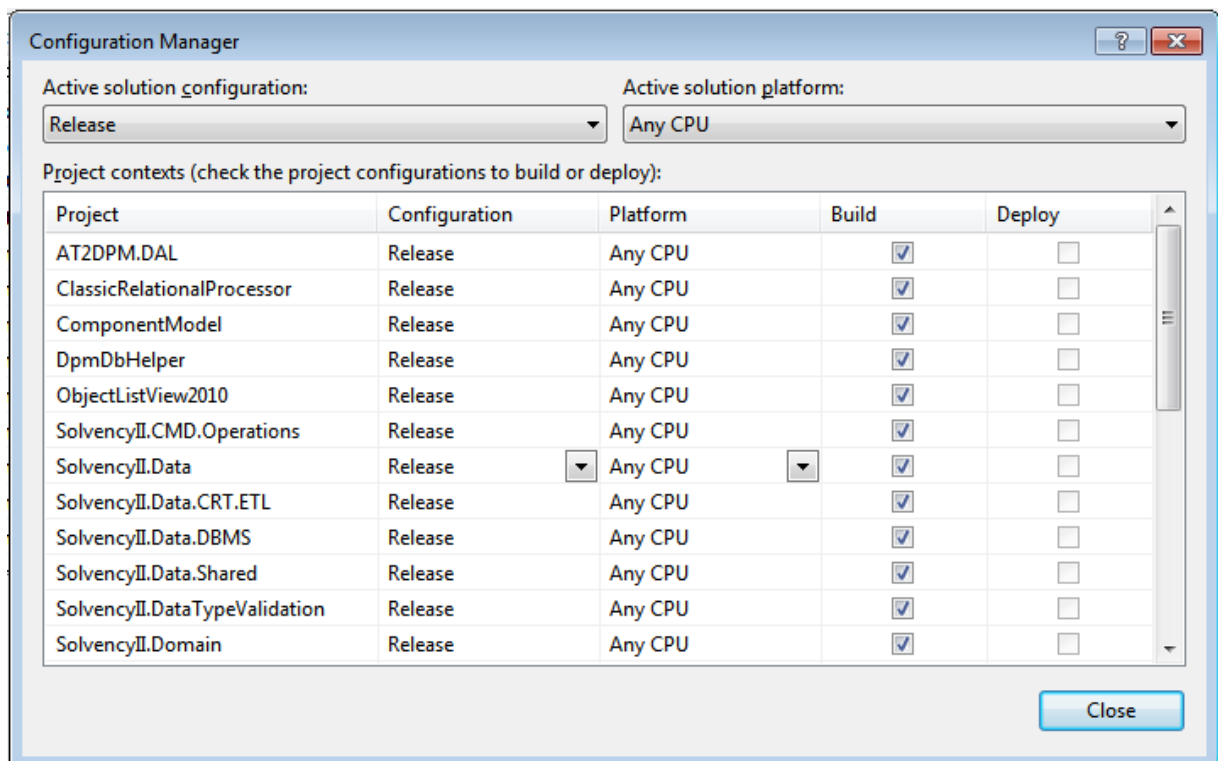 Configuration Manager
Active solution configuration: Active solution platform:
Release Any CPU
Project contexts (check the project configurations to build or deploy):
Project Configuration Platform Build Deploy
AT2DPM.DAL Release Any CPU
ClassicRelationalProcessor Release Any CPU
ComponentModel Release Any CPU
DpmDbHelper Release Any CPU
ObjectListView2010 Release Any CPU
SolvencyII.CMD.Operations Release Any CPU
SolvencyII.Data Release Any CPU
SolvencyII.Data.CRT.ETL Release Any CPU
SolvencyII.Data.DBMS Release Any CPU
SolvencyII.Data.Shared Release Any CPU
SolvencyII.DataTypeValidation Release Any CPU
SolvencyII.Domain Release Any CPU
Close